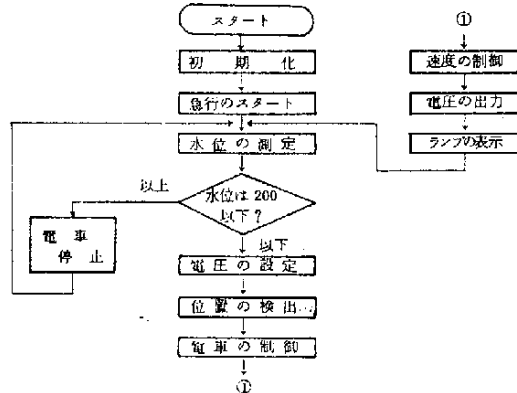 スタート
初期化
急行のスタート
水位の測定
水位は 200
以下?
以上
電車
停止
以下
電圧の設定
位置の検出
電車の制御
①
①
速度の制御
電圧の出力
ランプの表示